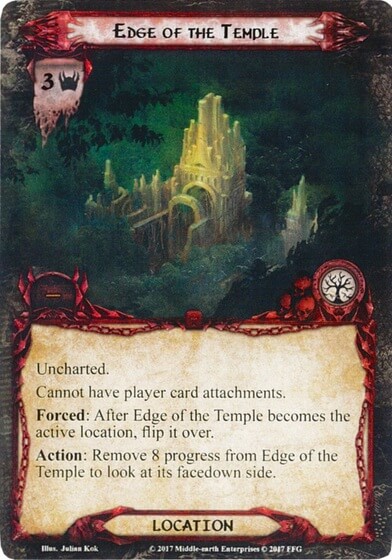 EDGE OF THE TEMPLE
3
–
Uncharted.
Cannot have player card attachments.
Forced: After Edge of the Temple becomes the
active location, flip it over.
Action: Remove 8 progress from Edge of the
Temple to look at its facedown side.
LOCATION
Illus. Julian Kok © 2017 Middle-earth Enterprises © 2017 FFG